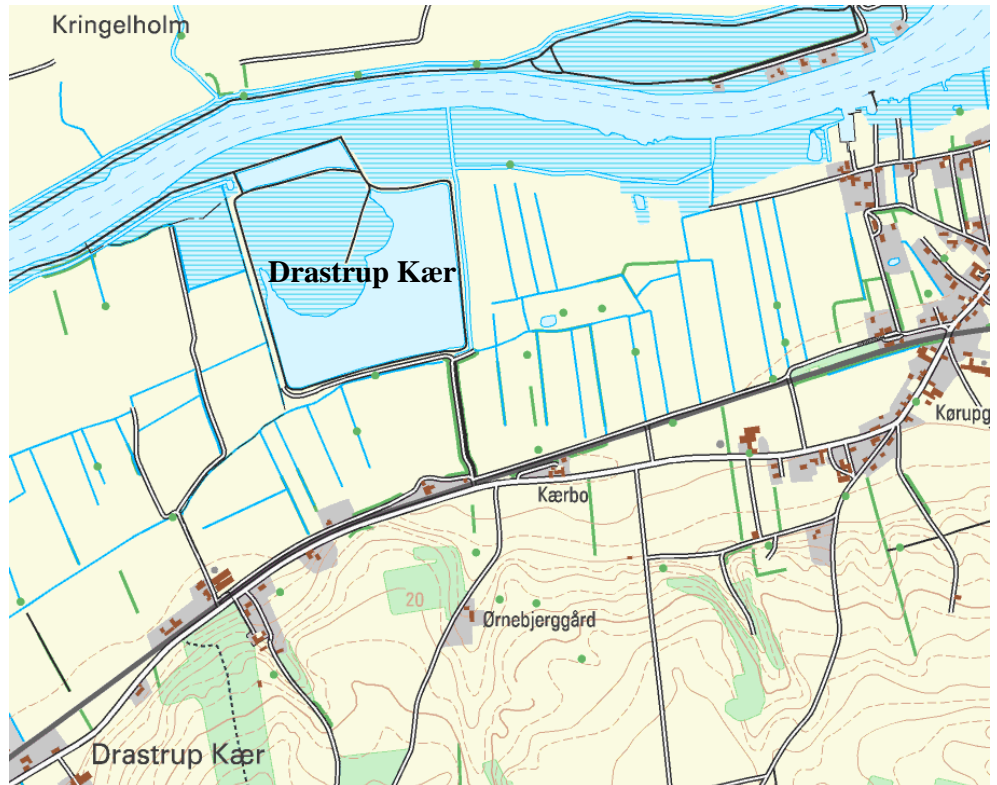 Kringelholm
Drastrup Kær
Kørupg
Kærbo
20
Ørnebjerggård
Drastrup Kær